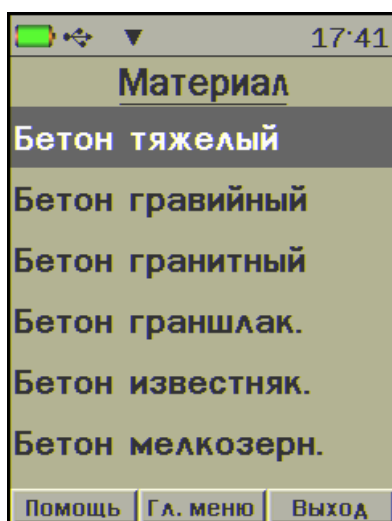 17:41
Материал
Бетон тяжелый
Бетон гравийный
Бетон гранитный
Бетон граншлак.
Бетон известняк.
Бетон мелкозерн.
Помощь Гл. меню Выход